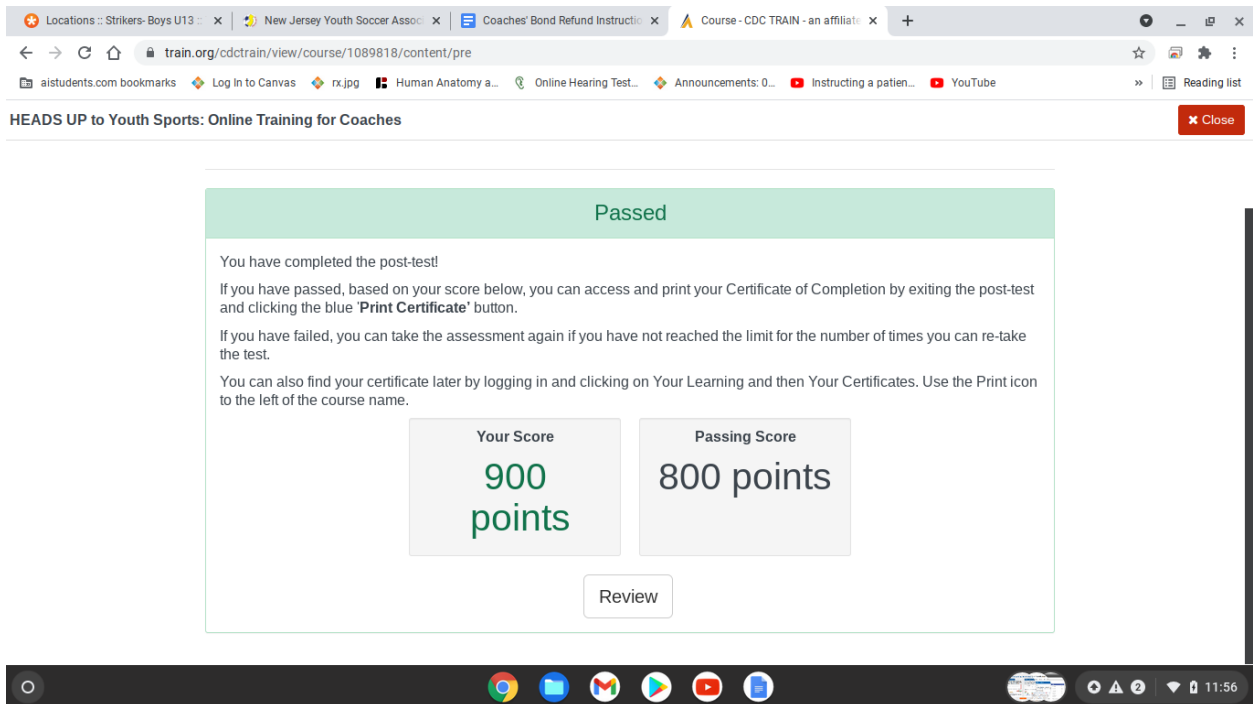 Locations :: Strikers- Boys U13 ::
New Jersey Youth Soccer Associ
Coaches' Bond Refund Instructio
Course - CDC TRAIN - an affiliate
train.org/cdctrain/view/course/1089818/content/pre
aistudents.com bookmarks
Log In to Canvas
rx.jpg
Human Anatomy a...
Online Hearing Test...
Announcements: 0...
Instructing a patien...
YouTube
»
Reading list
HEADS UP to Youth Sports: Online Training for Coaches
✖ Close
Passed
You have completed the post-test!
If you have passed, based on your score below, you can access and print your Certificate of Completion by exiting the post-test
and clicking the blue 'Print Certificate' button.
If you have failed, you can take the assessment again if you have not reached the limit for the number of times you can re-take
the test.
You can also find your certificate later by logging in and clicking on Your Learning and then Your Certificates. Use the Print icon
to the left of the course name.
Your Score
900
points
Passing Score
800 points
Review
2
11:56